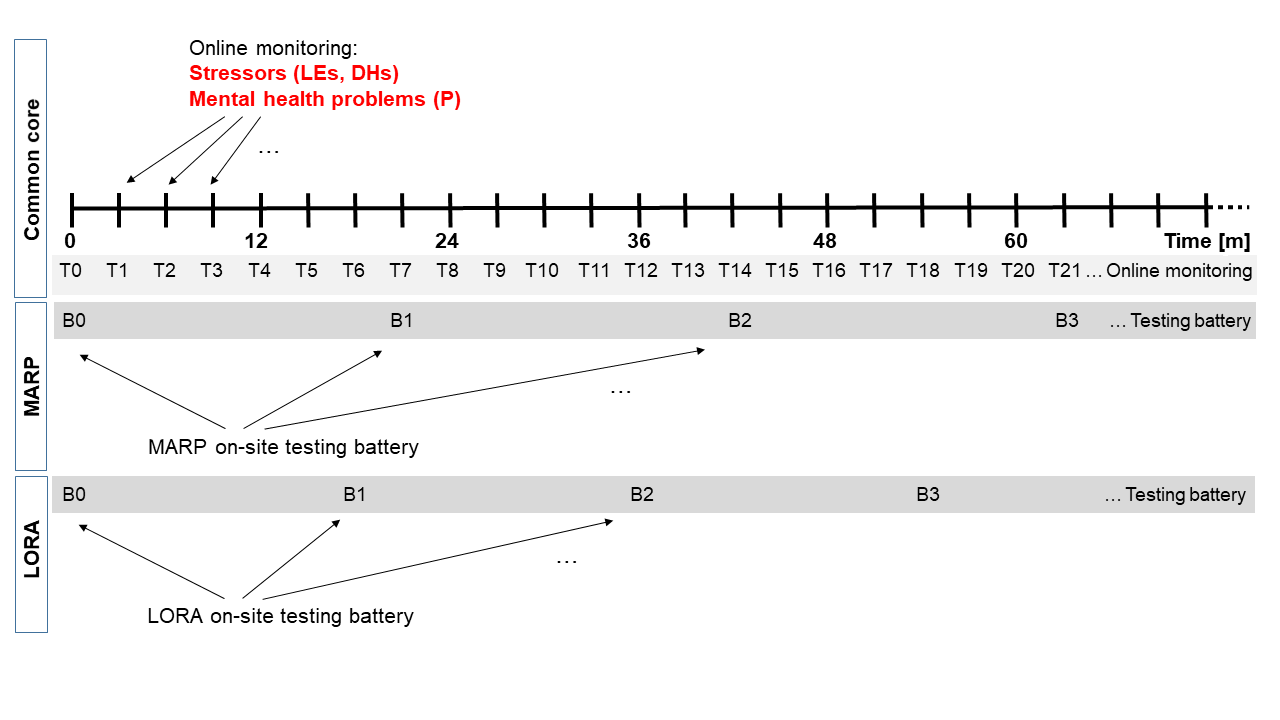 Common core
Online monitoring:
Stressors (LEs, DHs)
Mental health problems (P)
…
0 12 24 36 48 60 Time [m]
T0 T1 T2 T3 T4 T5 T6 T7 T8 T9 T10 T11 T12 T13 T14 T15 T16 T17 T18 T19 T20 T21 … Online monitoring
MARP
B0 B1 B2 B3 … Testing battery
…
MARP on-site testing battery
LORA
B0 B1 B2 B3 … Testing battery
…
LORA on-site testing battery